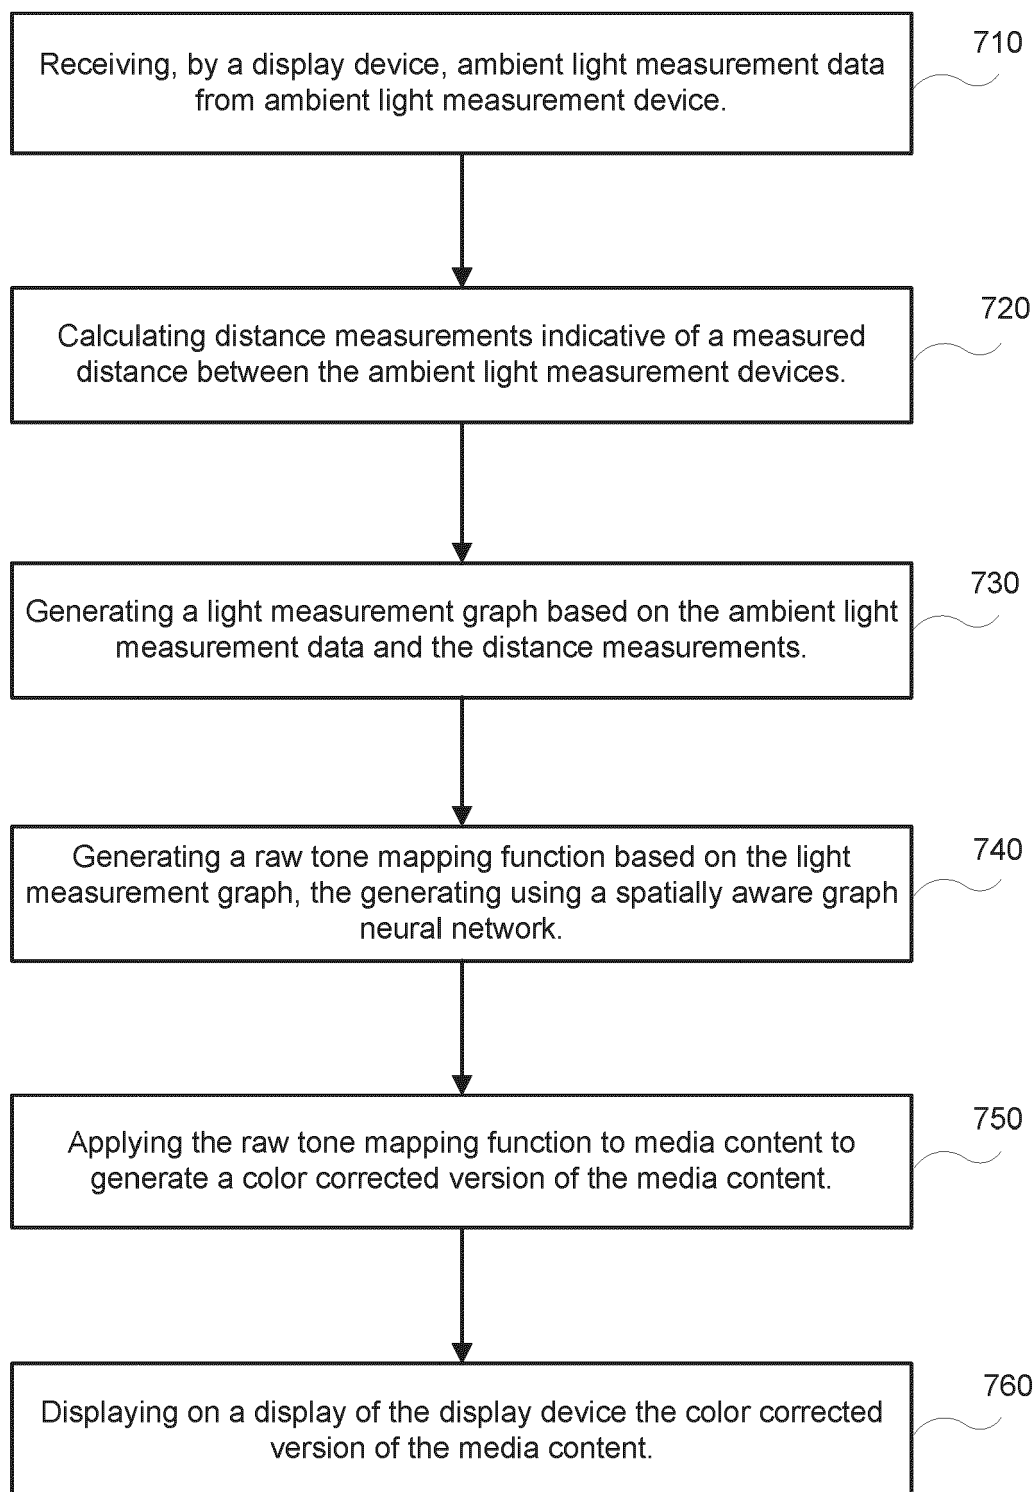 710
Receiving, by a display device, ambient light measurement data
from ambient light measurement device.
720
Calculating distance measurements indicative of a measured
distance between the ambient light measurement devices.
730
Generating a light measurement graph based on the ambient light
measurement data and the distance measurements.
740
Generating a raw tone mapping function based on the light
measurement graph, the generating using a spatially aware graph
neural network.
750
Applying the raw tone mapping function to media content to
generate a color corrected version of the media content.
760
Displaying on a display of the display device the color corrected
version of the media content.